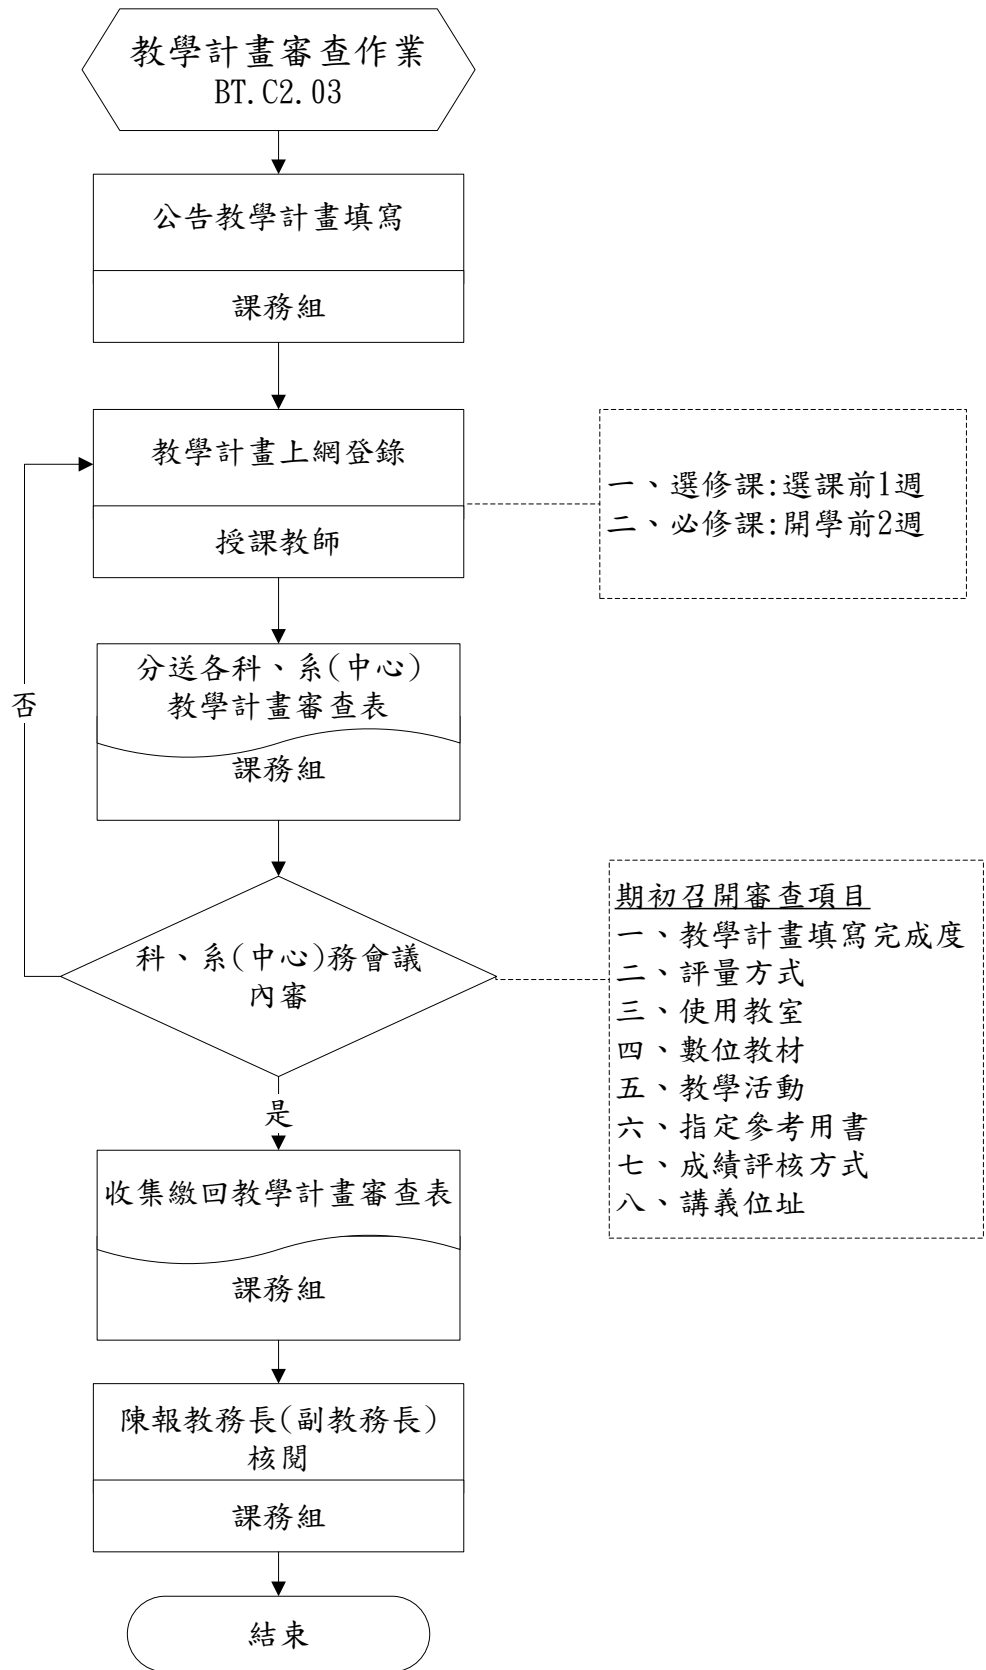 教學計畫審查作業
BT.C2.03
公告教學計畫填寫
課務組
教學計畫上網登錄
授課教師
一、選修課:選課前1週
二、必修課:開學前2週
分送各科、系(中心)
教學計畫審查表
課務組
否
科、系(中心)務會議
內審
期初召開審查項目
一、教學計畫填寫完成度
二、評量方式
三、使用教室
四、數位教材
五、教學活動
六、指定參考用書
七、成績評核方式
八、講義位址
是
收集繳回教學計畫審查表
課務組
陳報教務長(副教務長)
核閱
課務組
結束